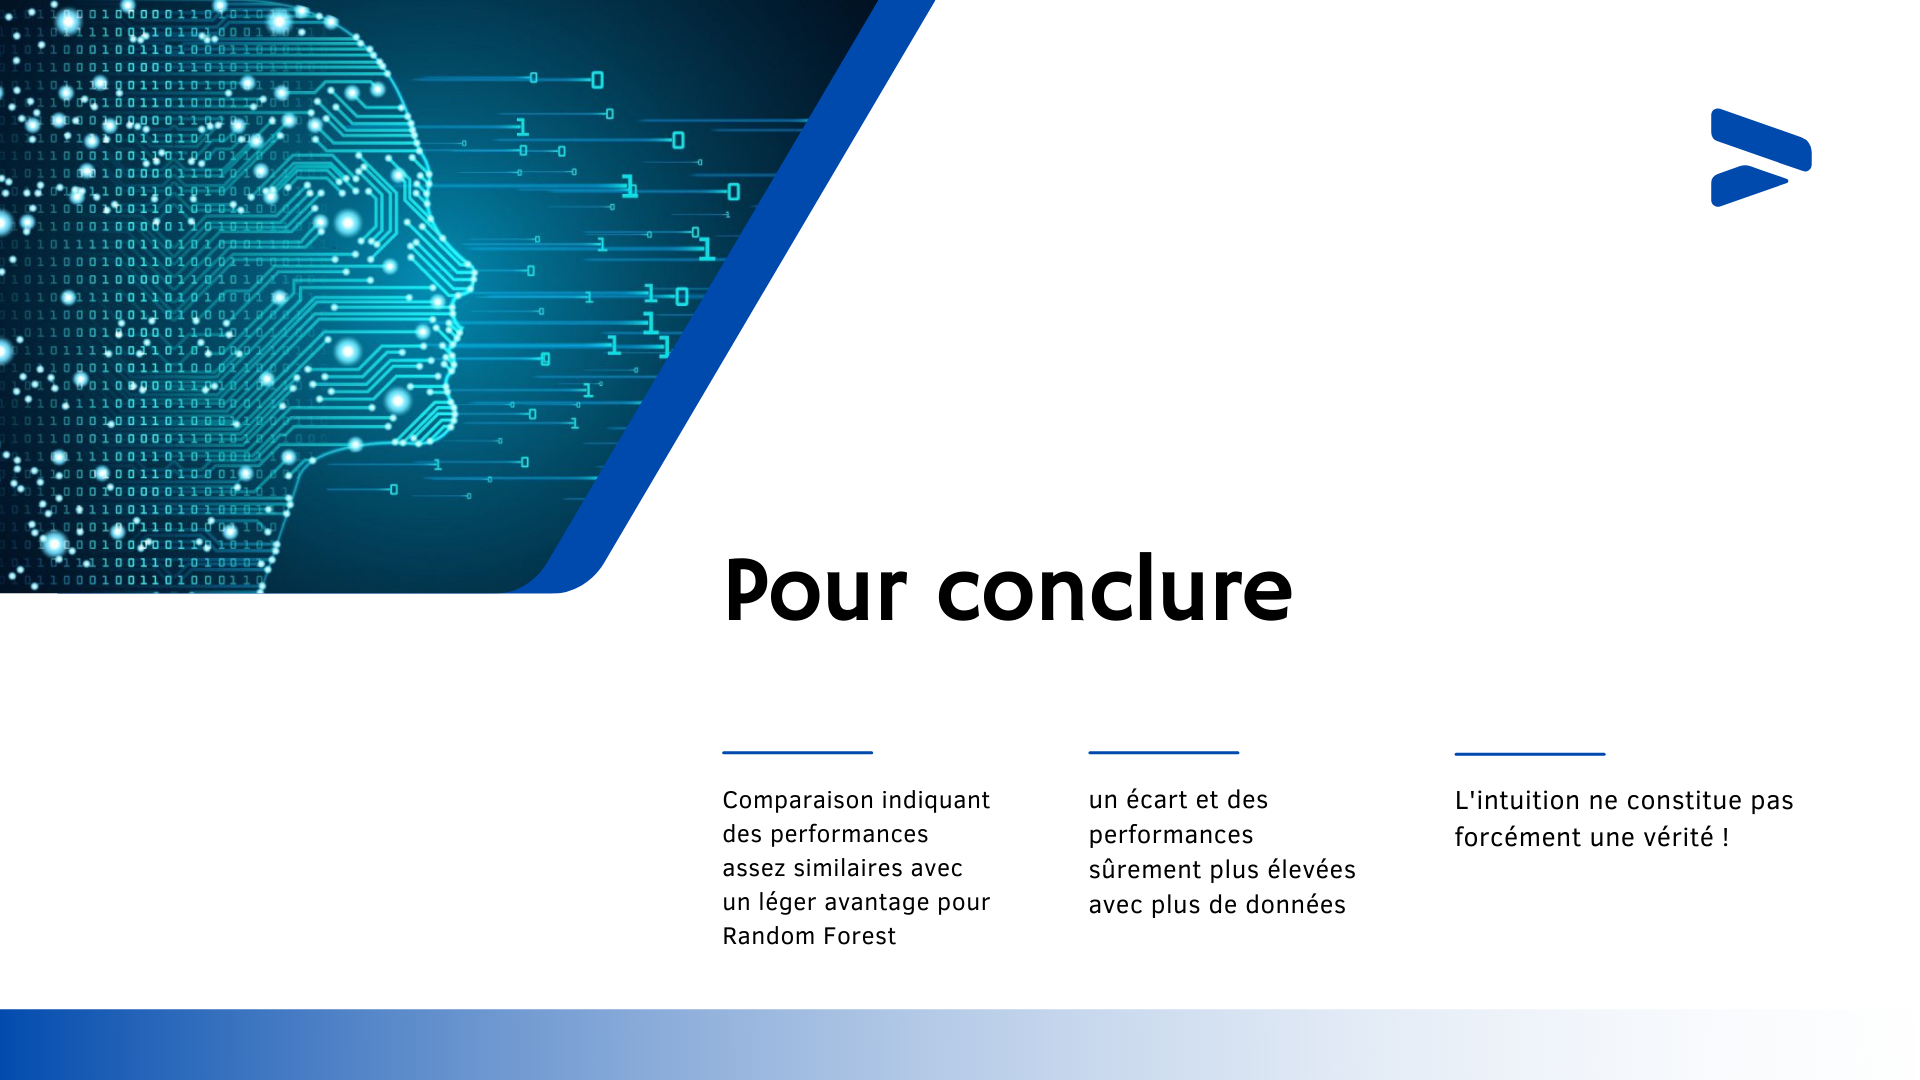 Pour conclure
Comparaison indiquant
des performances
assez similaires avec
un léger avantage pour
Random Forest
un écart et des
performances
sûrement plus élevées
avec plus de données
L'intuition ne constitue pas
forcément une vérité !